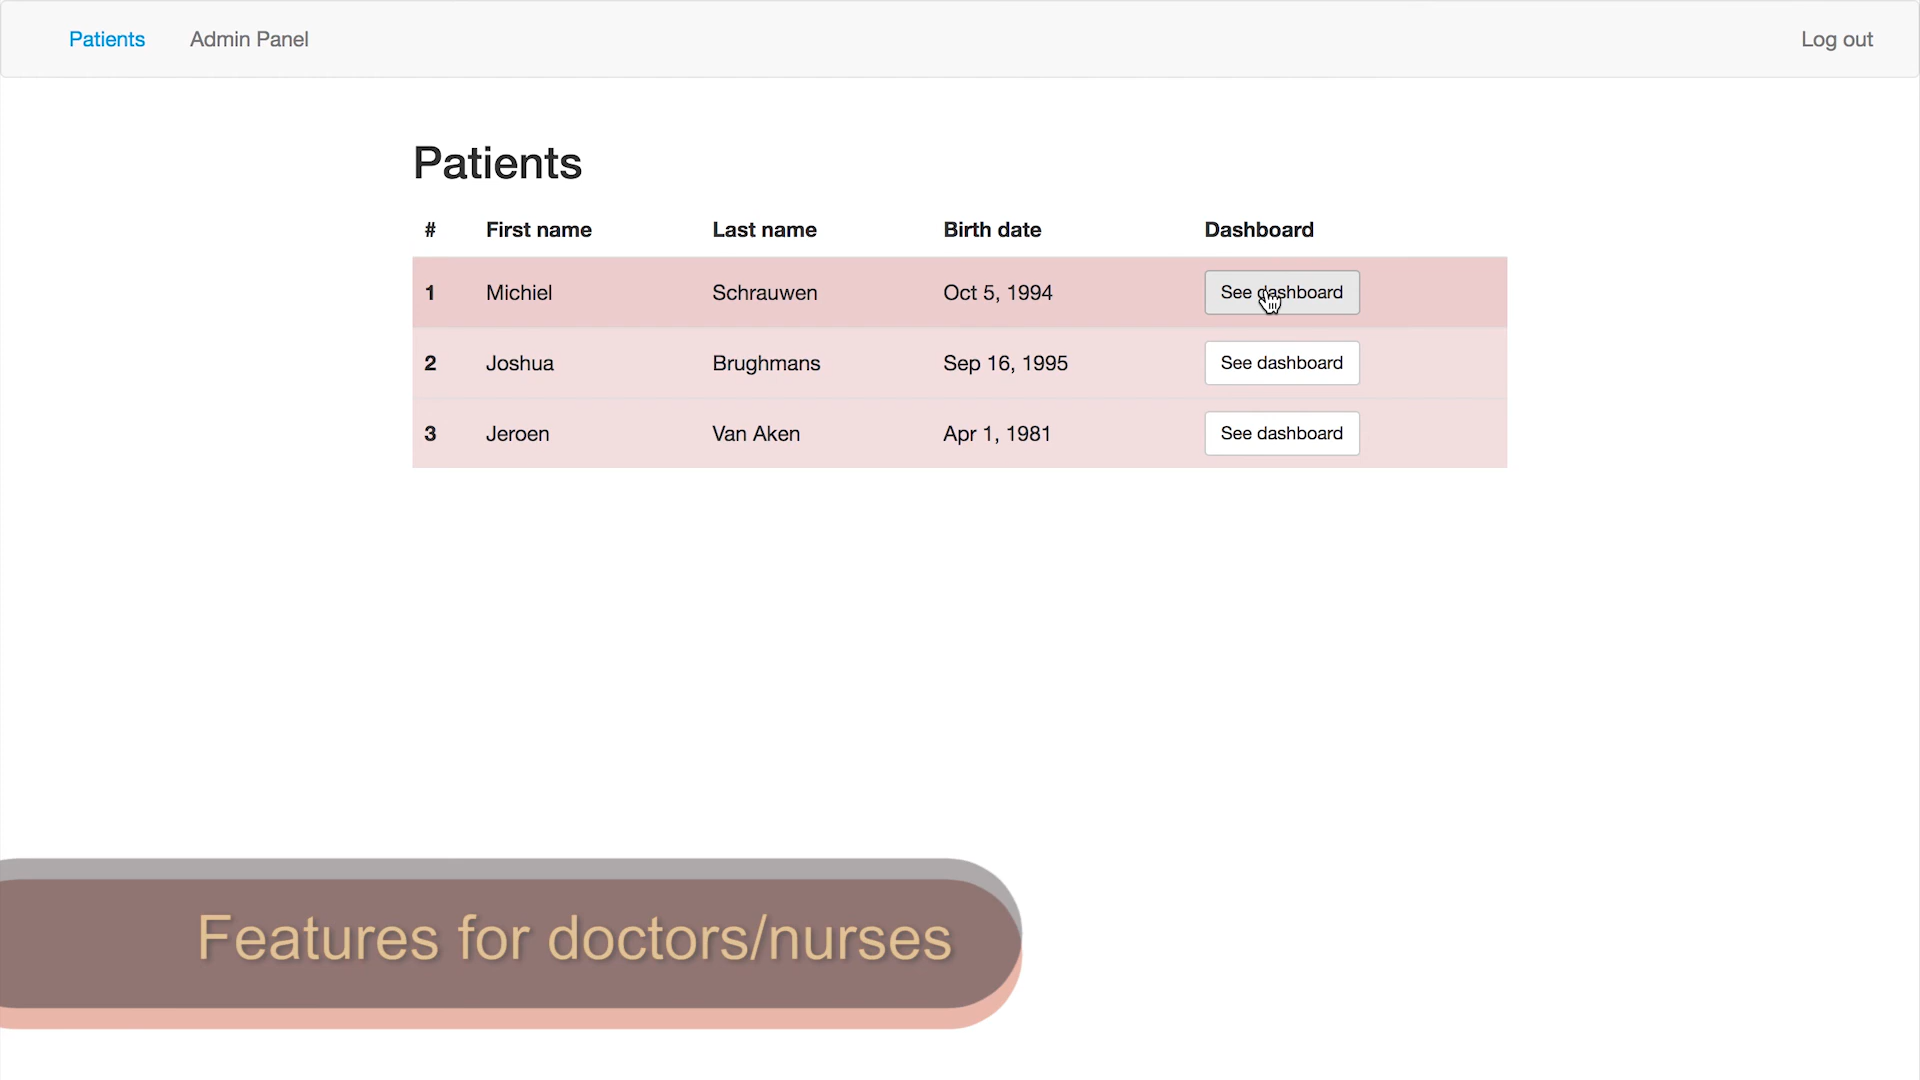 Patients Admin Panel Log out
Patients
# First name Last name Birth date Dashboard
1 Michiel Schrauwen Oct 5, 1994 See dashboard
2 Joshua Brughmans Sep 16, 1995 See dashboard
3 Jeroen Van Aken Apr 1, 1981 See dashboard
Features for doctors/nurses